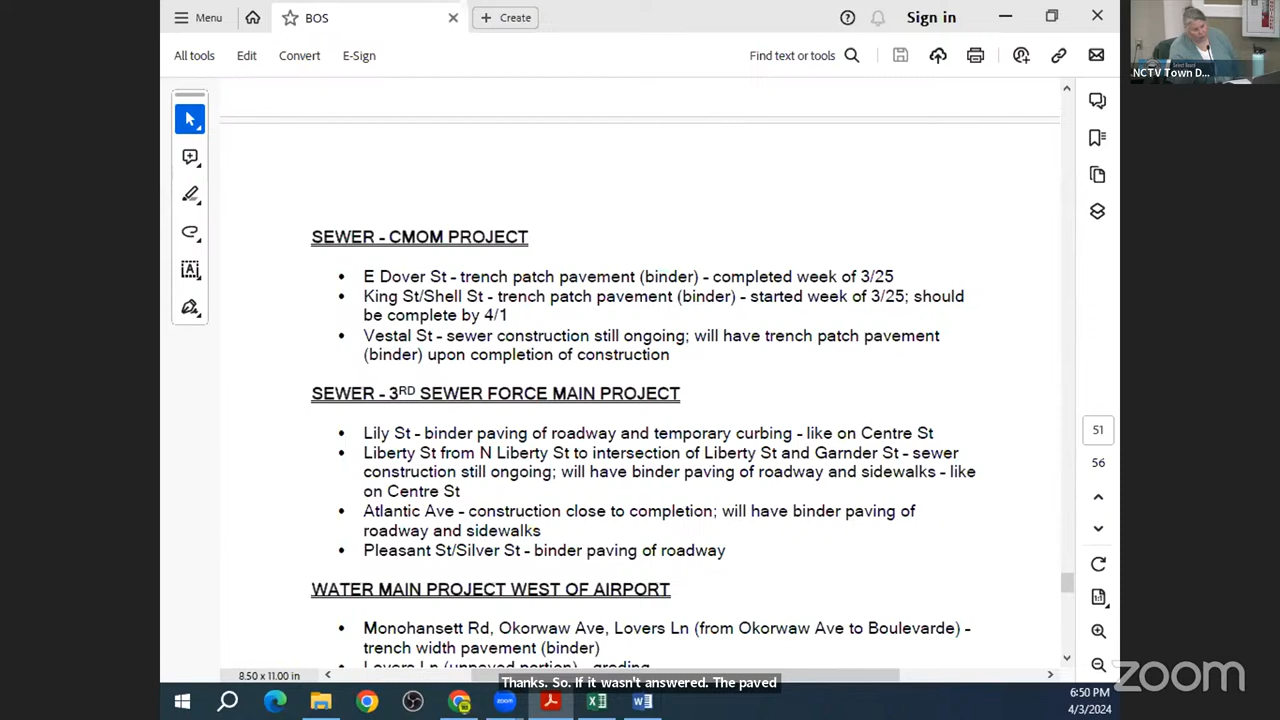 Menu
BOS
Create
Sign in
All tools
Edit
Convert
E-Sign
Find text or tools
NCTV Town D...
SEWER - CMOM PROJECT
• E Dover St - trench patch pavement (binder) - completed week of 3/25
• King St/Shell St - trench patch pavement (binder) - started week of 3/25; should
be complete by 4/1
• Vestal St - sewer construction still ongoing; will have trench patch pavement
(binder) upon completion of construction
SEWER - 3RD SEWER FORCE MAIN PROJECT
• Lily St - binder paving of roadway and temporary curbing - like on Centre St
• Liberty St from N Liberty St to intersection of Liberty St and Garnder St - sewer
construction still ongoing; will have binder paving of roadway and sidewalks - like
on Centre St
• Atlantic Ave - construction close to completion; will have binder paving of
roadway and sidewalks
• Pleasant St/Silver St - binder paving of roadway
WATER MAIN PROJECT WEST OF AIRPORT
• Monohansett Rd, Okorwaw Ave, Lovers Ln (from Okorwaw Ave to Boulevarde) -
trench width pavement (binder)
Lovers Ln (unpaved portion) - grading
51
56
8.50 x 11.00 in
Thanks. So. If it wasn't answered. The paved
6:50 PM
4/3/2024
zoom